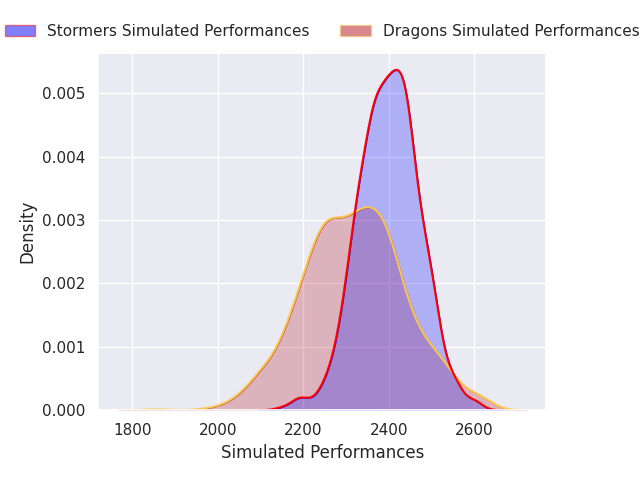 Stormers Simulated Performances
Dragons Simulated Performances
0.005
0.004
0.003
0.002
0.001
0.000
Density
1800 2000 2200 2400 2600
Simulated Performances